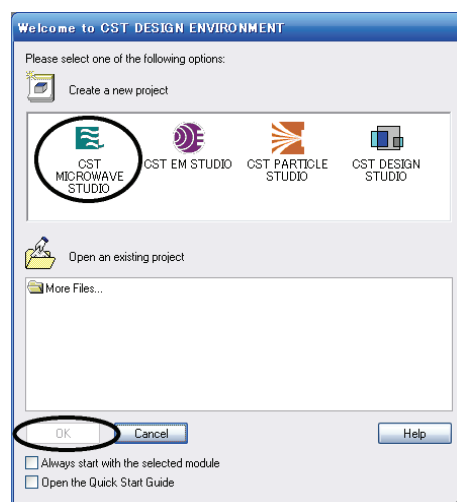 Welcome to CST DESIGN ENVIRONMENT
Please select one of the following options:
Create a new project
CST MICROWAVE STUDIO
CST EM STUDIO
CST PARTICLE STUDIO
CST DESIGN STUDIO
Open an existing project
More Files...
OK
Cancel
Help
Always start with the selected module
Open the Quick Start Guide